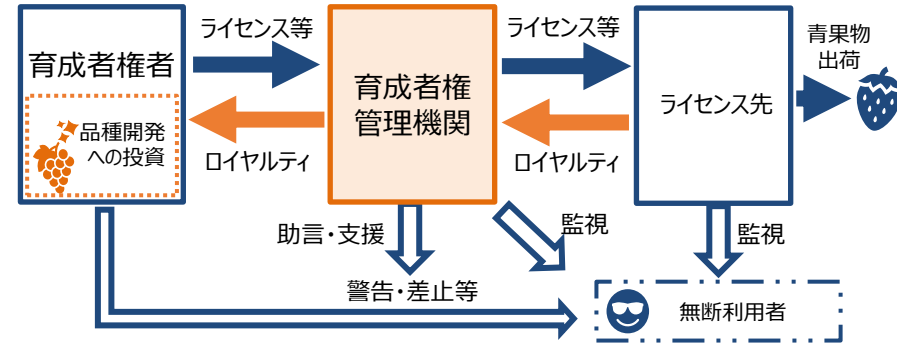 ライセンス等
ライセンス等
青果物
出荷
育成者権者
育成者権
管理機関
ライセンス先
品種開発
への投資
ロイヤルティ
ロイヤルティ
助言・支援
監視
監視
警告・差止等
無断利用者